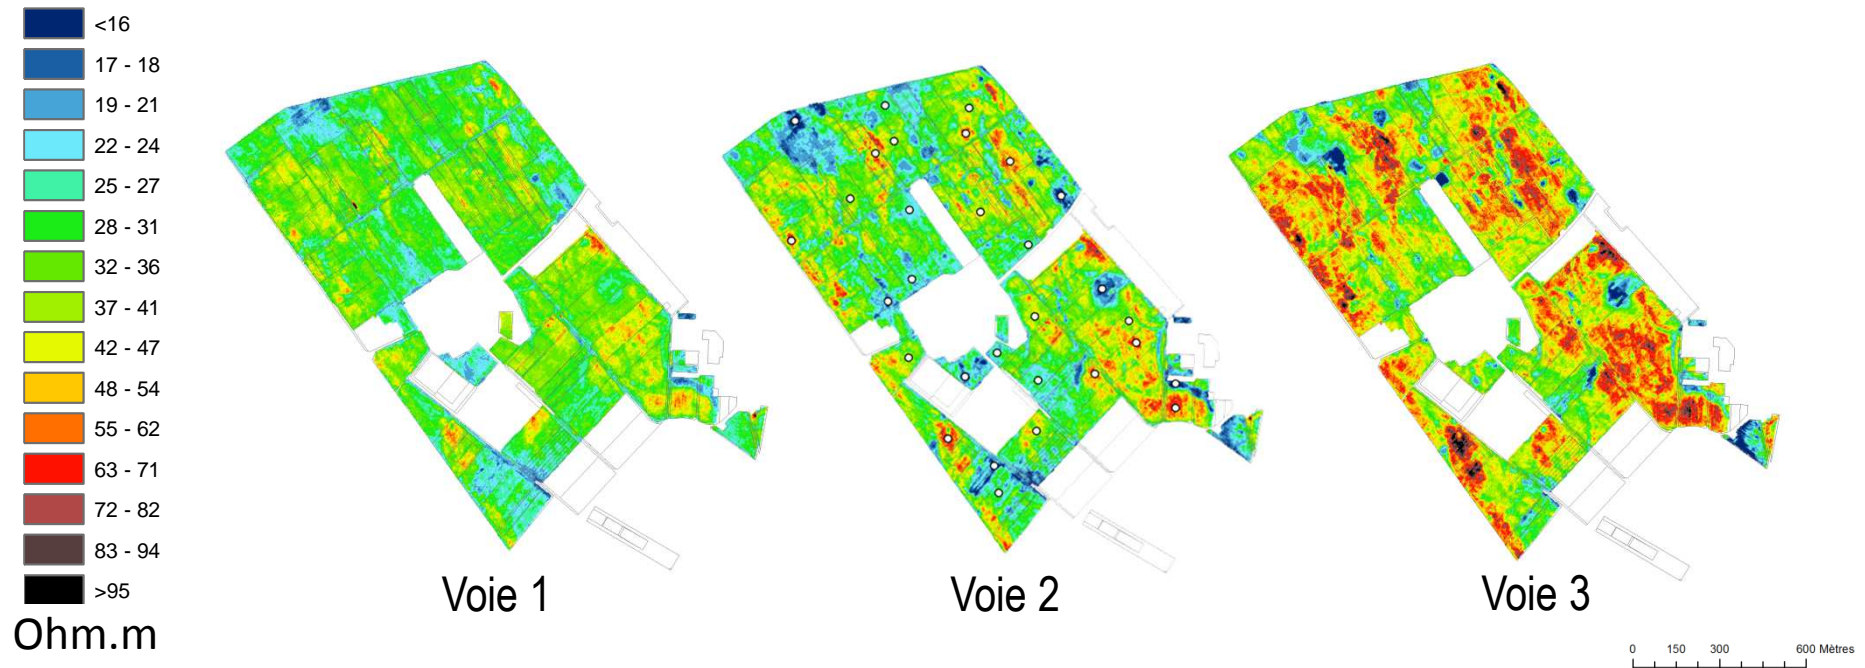 <16
17 - 18
19 - 21
22 - 24
25 - 27
28 - 31
32 - 36
37 - 41
42 - 47
48 - 54
55 - 62
63 - 71
72 - 82
83 - 94
>95
Ohm.m
Voie 1
Voie 2
Voie 3
0 150 300 600 Mètres